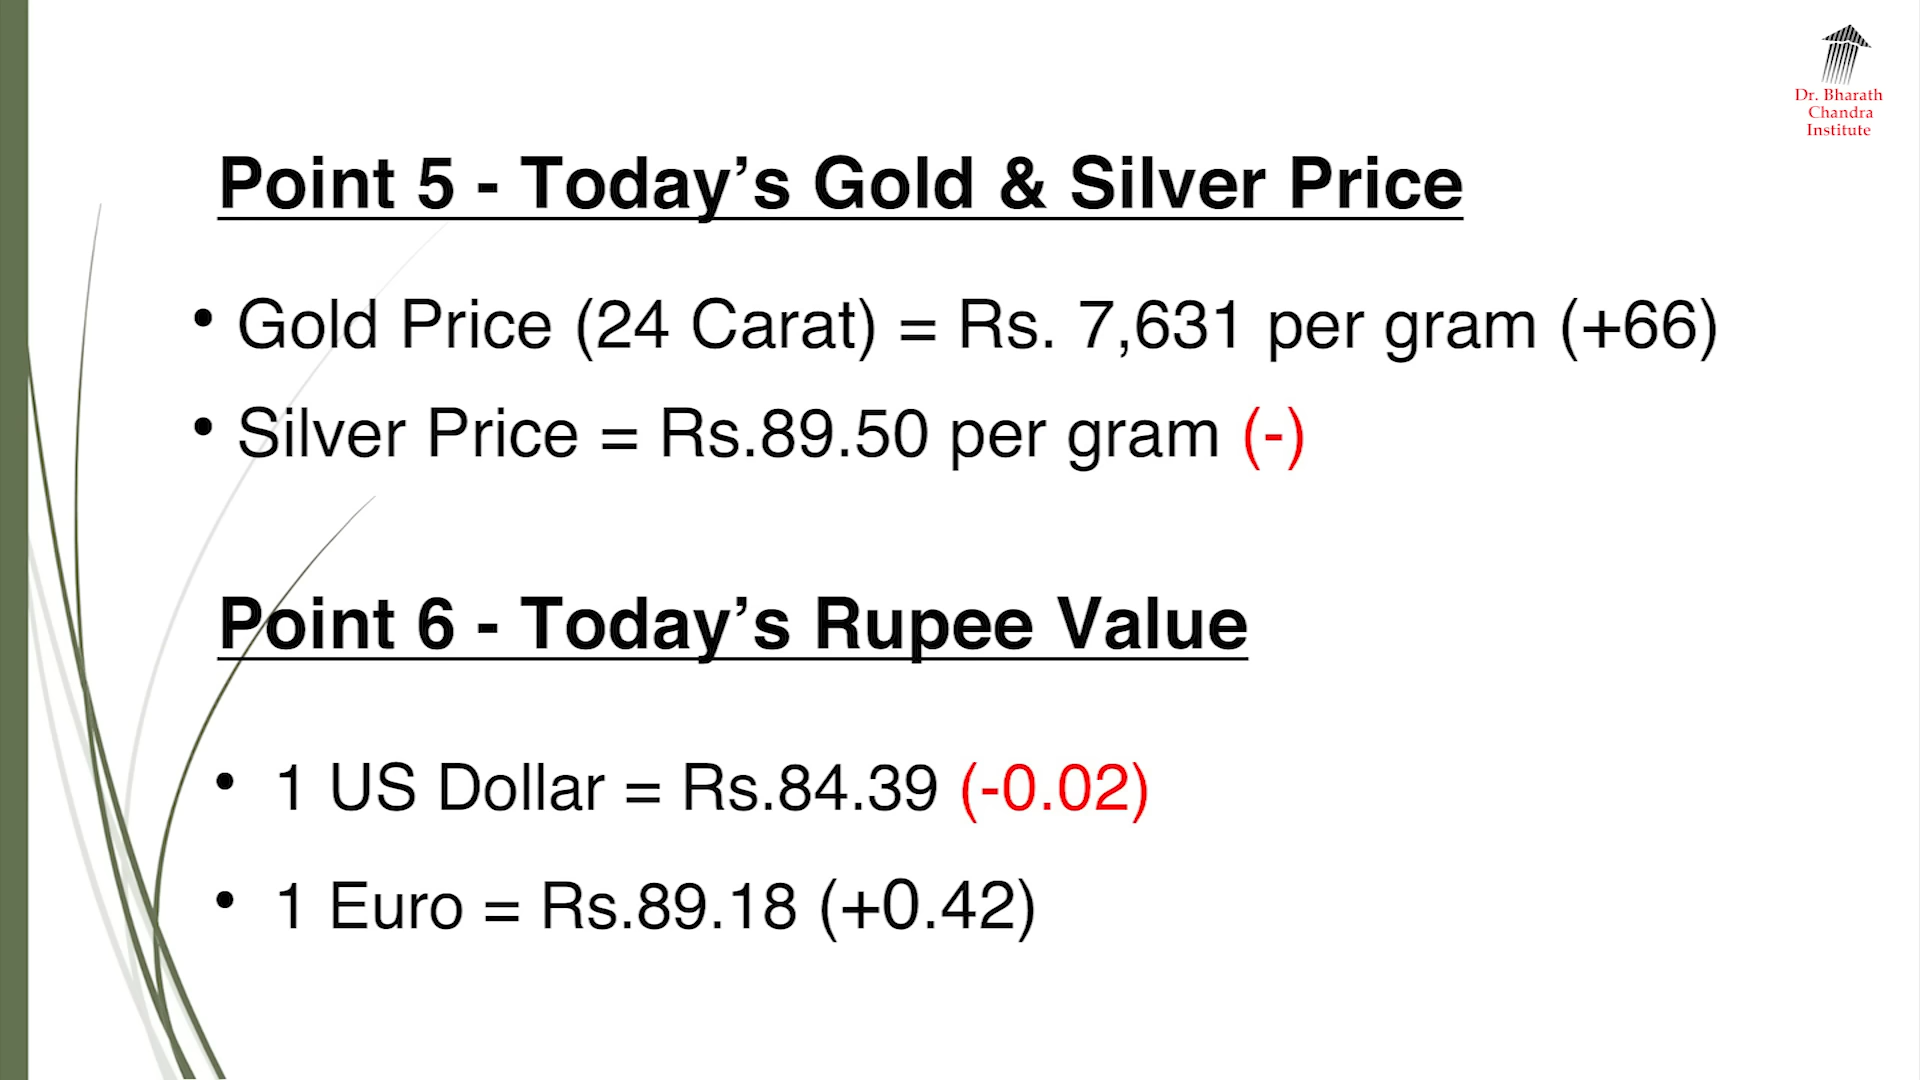 Dr. Bharath
Chandra
Institute
Point 5 - Today’s Gold & Silver Price
• Gold Price (24 Carat) = Rs. 7,631 per gram (+66)
• Silver Price = Rs.89.50 per gram (-)
Point 6 - Today’s Rupee Value
• 1 US Dollar = Rs.84.39 (-0.02)
• 1 Euro = Rs.89.18 (+0.42)